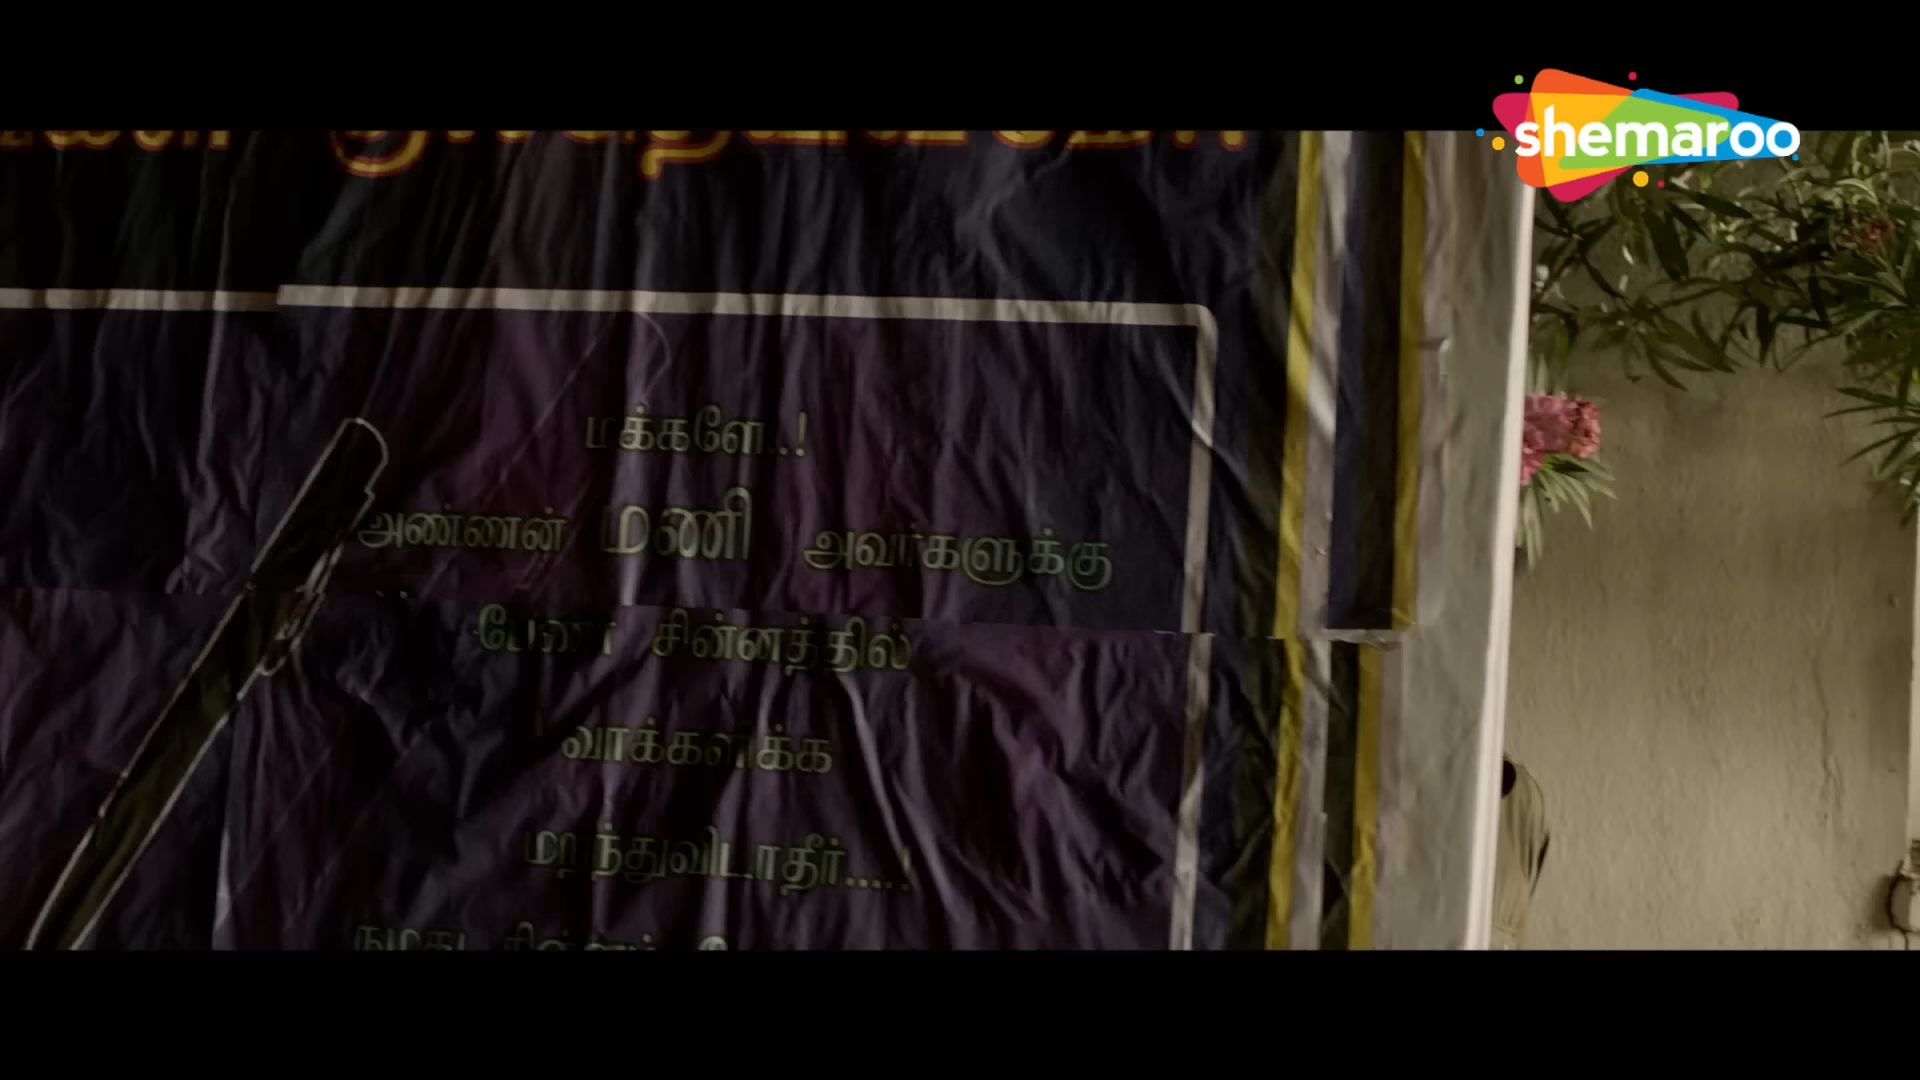 shemaroo
மக்களே..!
அண்ணன் மணி அவர்களுக்கு
பேனா சின்னத்தில்
வாக்களிக்க
மறந்துவிடாதீர்.....!